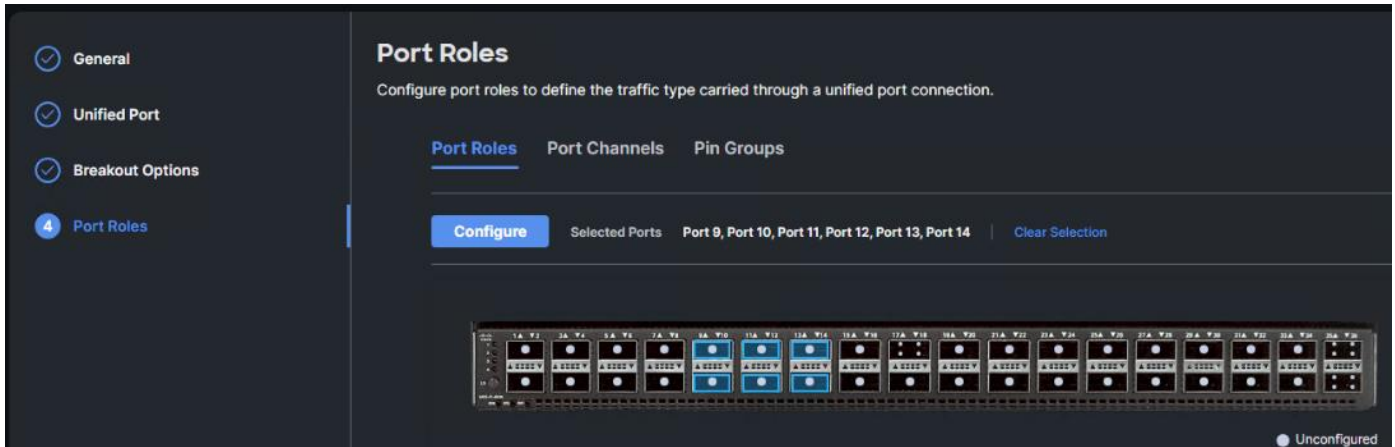 General
Unified Port
Breakout Options
4 Port Roles
Port Roles
Configure port roles to define the traffic type carried through a unified port connection.
Port Roles Port Channels Pin Groups
Configure Selected Ports Port 9, Port 10, Port 11, Port 12, Port 13, Port 14 Clear Selection
Unconfigured